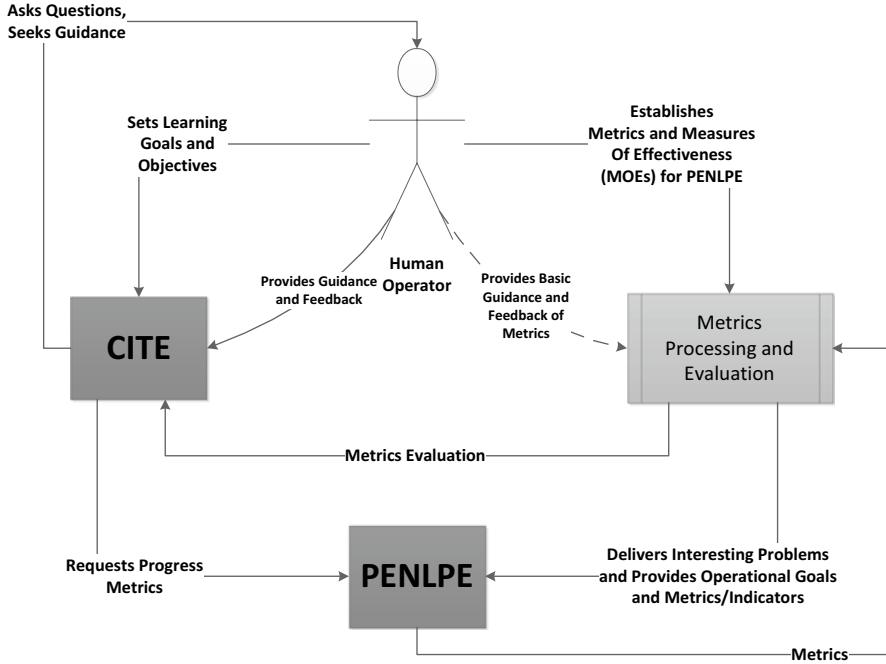 Asks Questions,
Seeks Guidance
Sets Learning
Goals and
Objectives
Establishes
Metrics and Measures
Of Effectiveness
(MOEs) for PENLPE
Provides Guidance
and Feedback
Human
Operator
Provides Basic
Guidance and
Feedback of
Metrics
CITE
Metrics
Processing and
Evaluation
Metrics Evaluation
Requests Progress
Metrics
PENLPE
Delivers Interesting Problems
and Provides Operational Goals
and Metrics/Indicators
Metrics